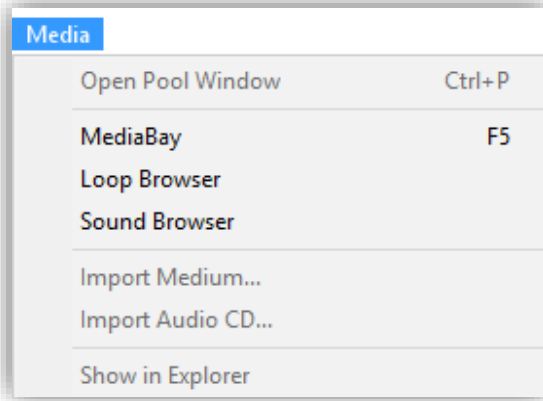 Media
Open Pool Window Ctrl+P
MediaBay F5
Loop Browser
Sound Browser
Import Medium...
Import Audio CD...
Show in Explorer